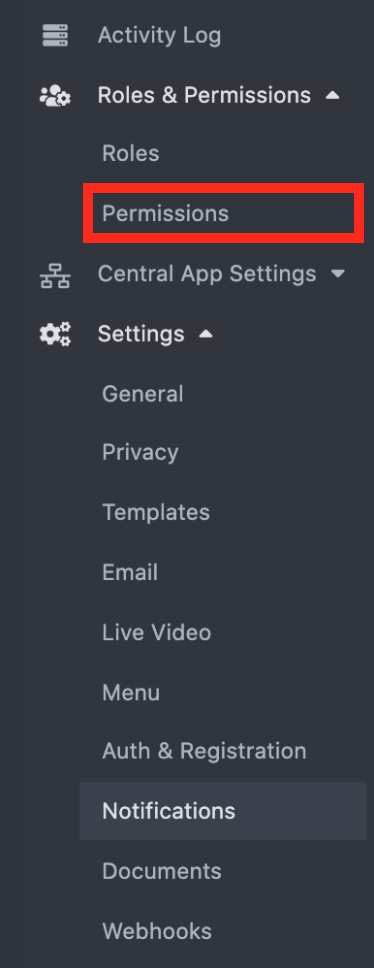 Activity Log
Roles & Permissions
Roles
Permissions
Central App Settings
Settings
General
Privacy
Templates
Email
Live Video
Menu
Auth & Registration
Notifications
Documents
Webhooks